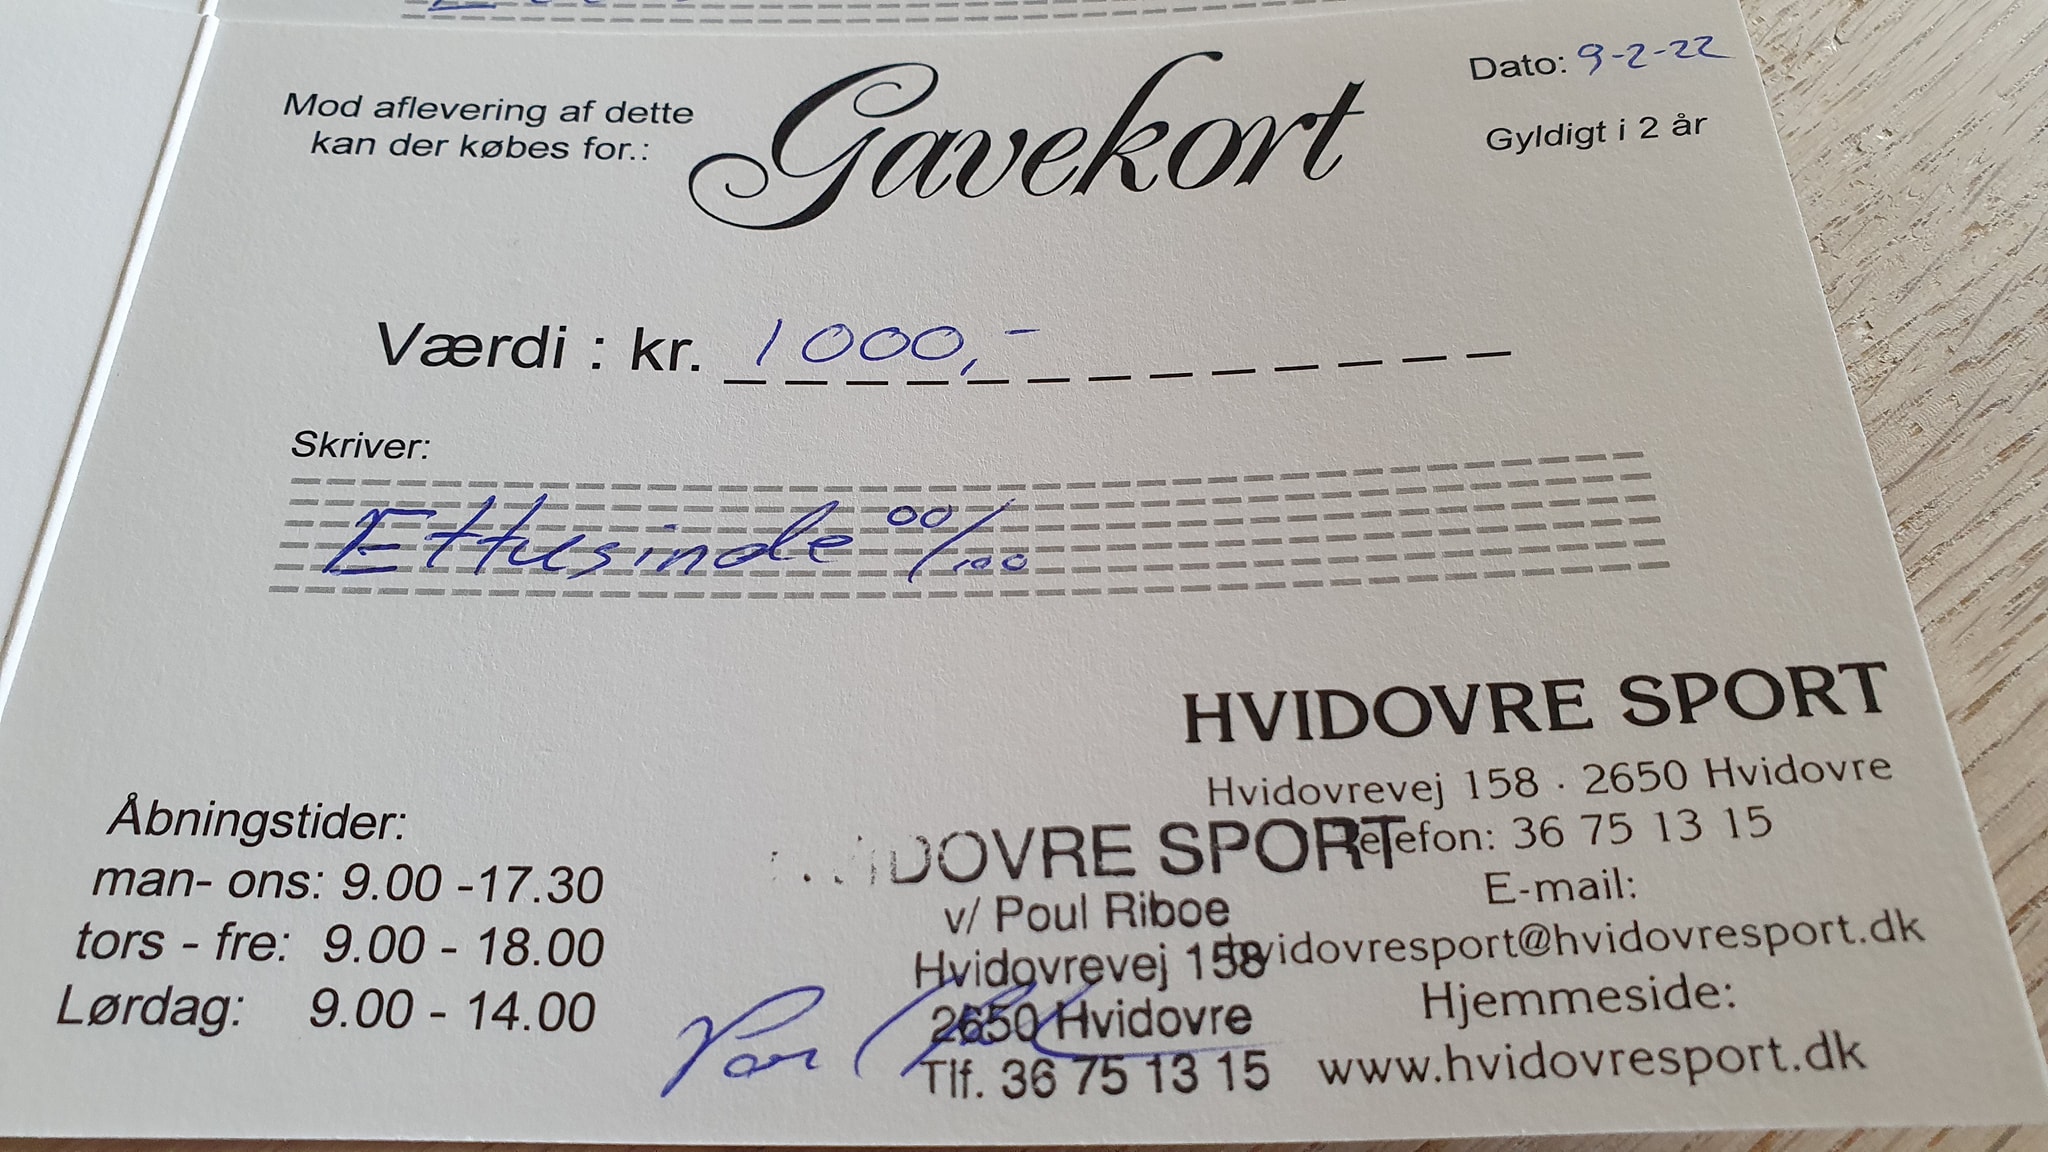 Mod aflevering af dette
kan der købes for.:
Gavekort
Dato: 9-2-22
Gyldigt i 2 år
Værdi : kr. 1000,-
Skriver:
Ettusinde 00/100
HVIDOVRE SPORT
Hvidovrevej 158 · 2650 Hvidovre
Telefon: 36 75 13 15
E-mail:
hvidovresport@hvidovresport.dk
Hjemmeside:
www.hvidovresport.dk
Åbningstider:
man- ons: 9.00 -17.30
tors - fre: 9.00 - 18.00
Lørdag: 9.00 - 14.00
HVIDOVRE SPORT
v/ Poul Riboe
Hvidovrevej 158
2650 Hvidovre
Tlf. 36 75 13 15